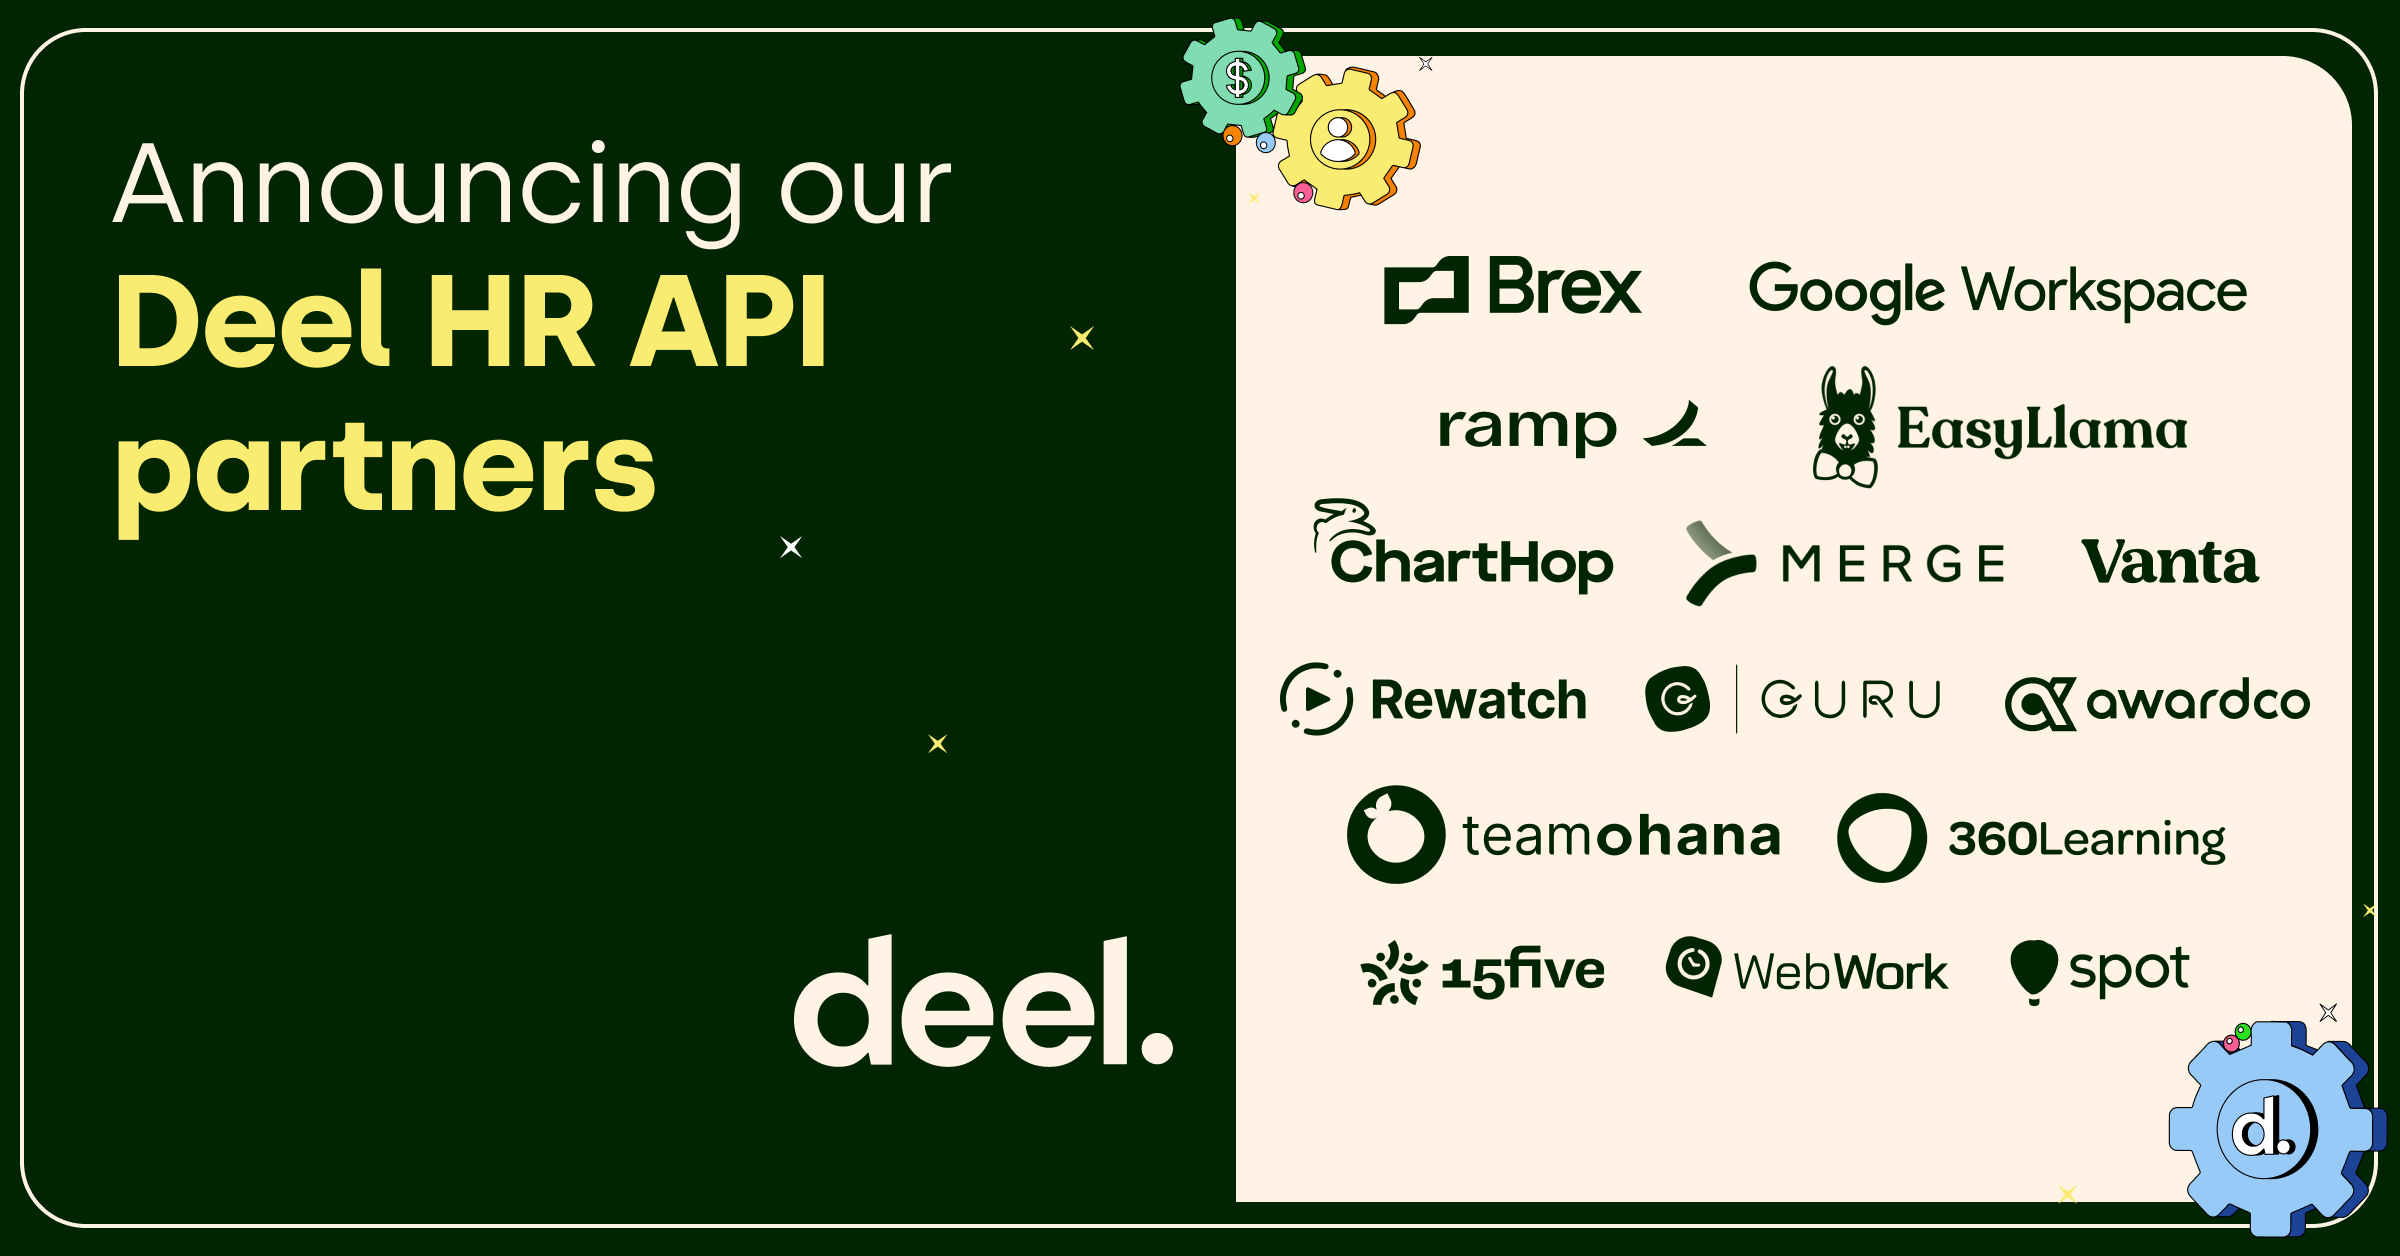 Announcing our
Deel HR API
partners
deel.
$
Brex
Google Workspace
ramp
EasyLlama
ChartHop
MERGE
Vanta
Rewatch
GURU
awardco
teamohana
360Learning
15five
WebWork
spot
d.